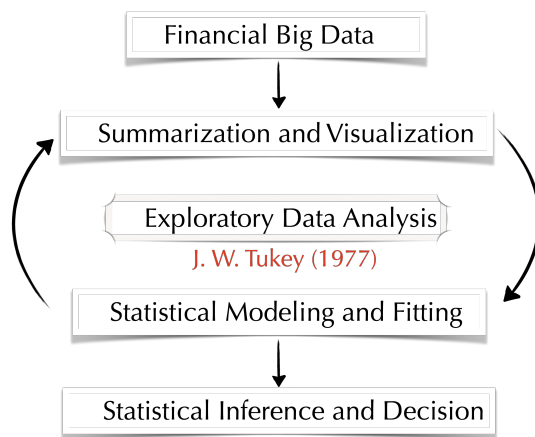 Financial Big Data
Summarization and Visualization
Exploratory Data Analysis
J. W. Tukey (1977)
Statistical Modeling and Fitting
Statistical Inference and Decision